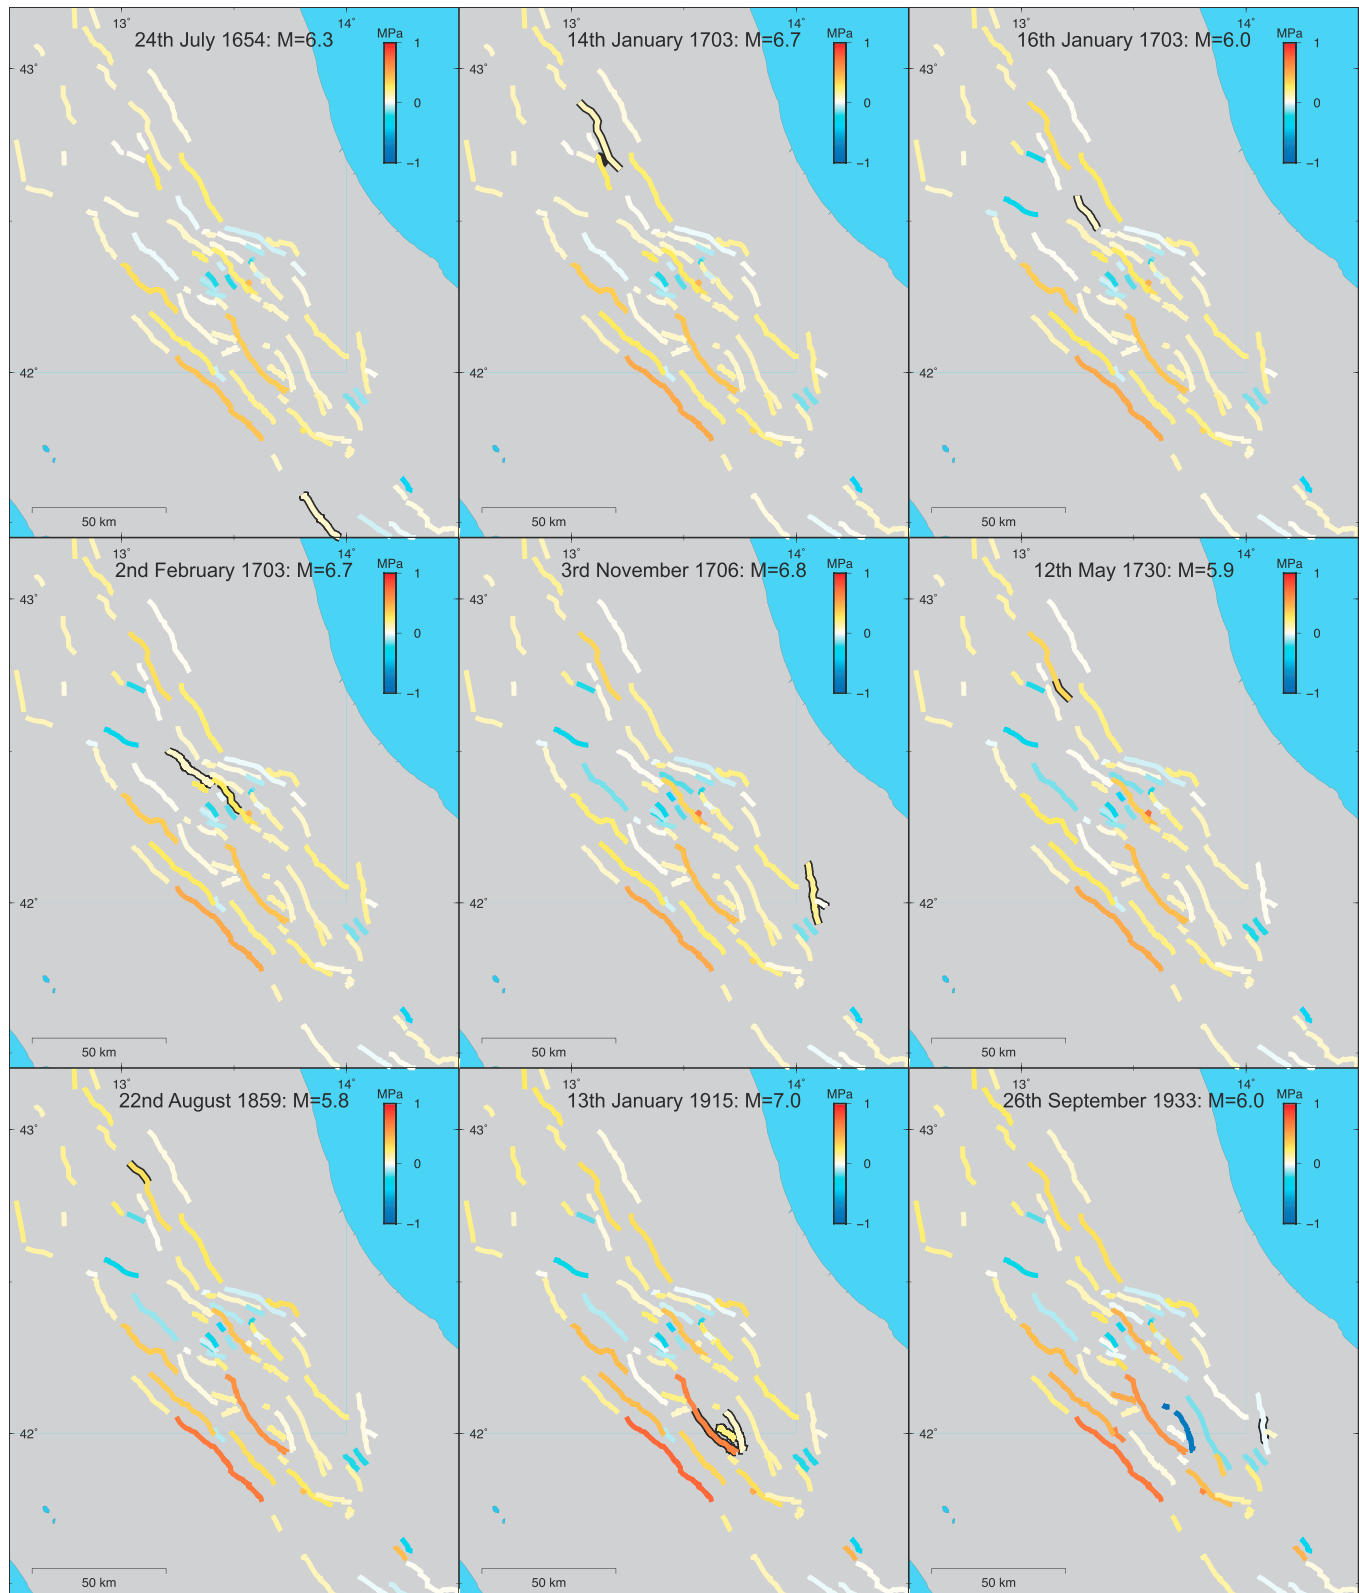 13° 14°
24th July 1654: M=6.3
MPa
1
0
−1
43°
42°
50 km
13° 14°
14th January 1703: M=6.7
MPa
1
0
−1
50 km
13° 14°
16th January 1703: M=6.0
MPa
1
0
−1
50 km
13° 14°
2nd February 1703: M=6.7
MPa
1
0
−1
43°
42°
50 km
13° 14°
3rd November 1706: M=6.8
MPa
1
0
−1
50 km
13° 14°
12th May 1730: M=5.9
MPa
1
0
−1
50 km
13° 14°
22nd August 1859: M=5.8
MPa
1
0
−1
43°
42°
50 km
13° 14°
13th January 1915: M=7.0
MPa
1
0
−1
50 km
13° 14°
26th September 1933: M=6.0
MPa
1
0
−1
50 km
43°
42°
43°
42°
43°
42°
43°
42°
43°
42°
43°
42°